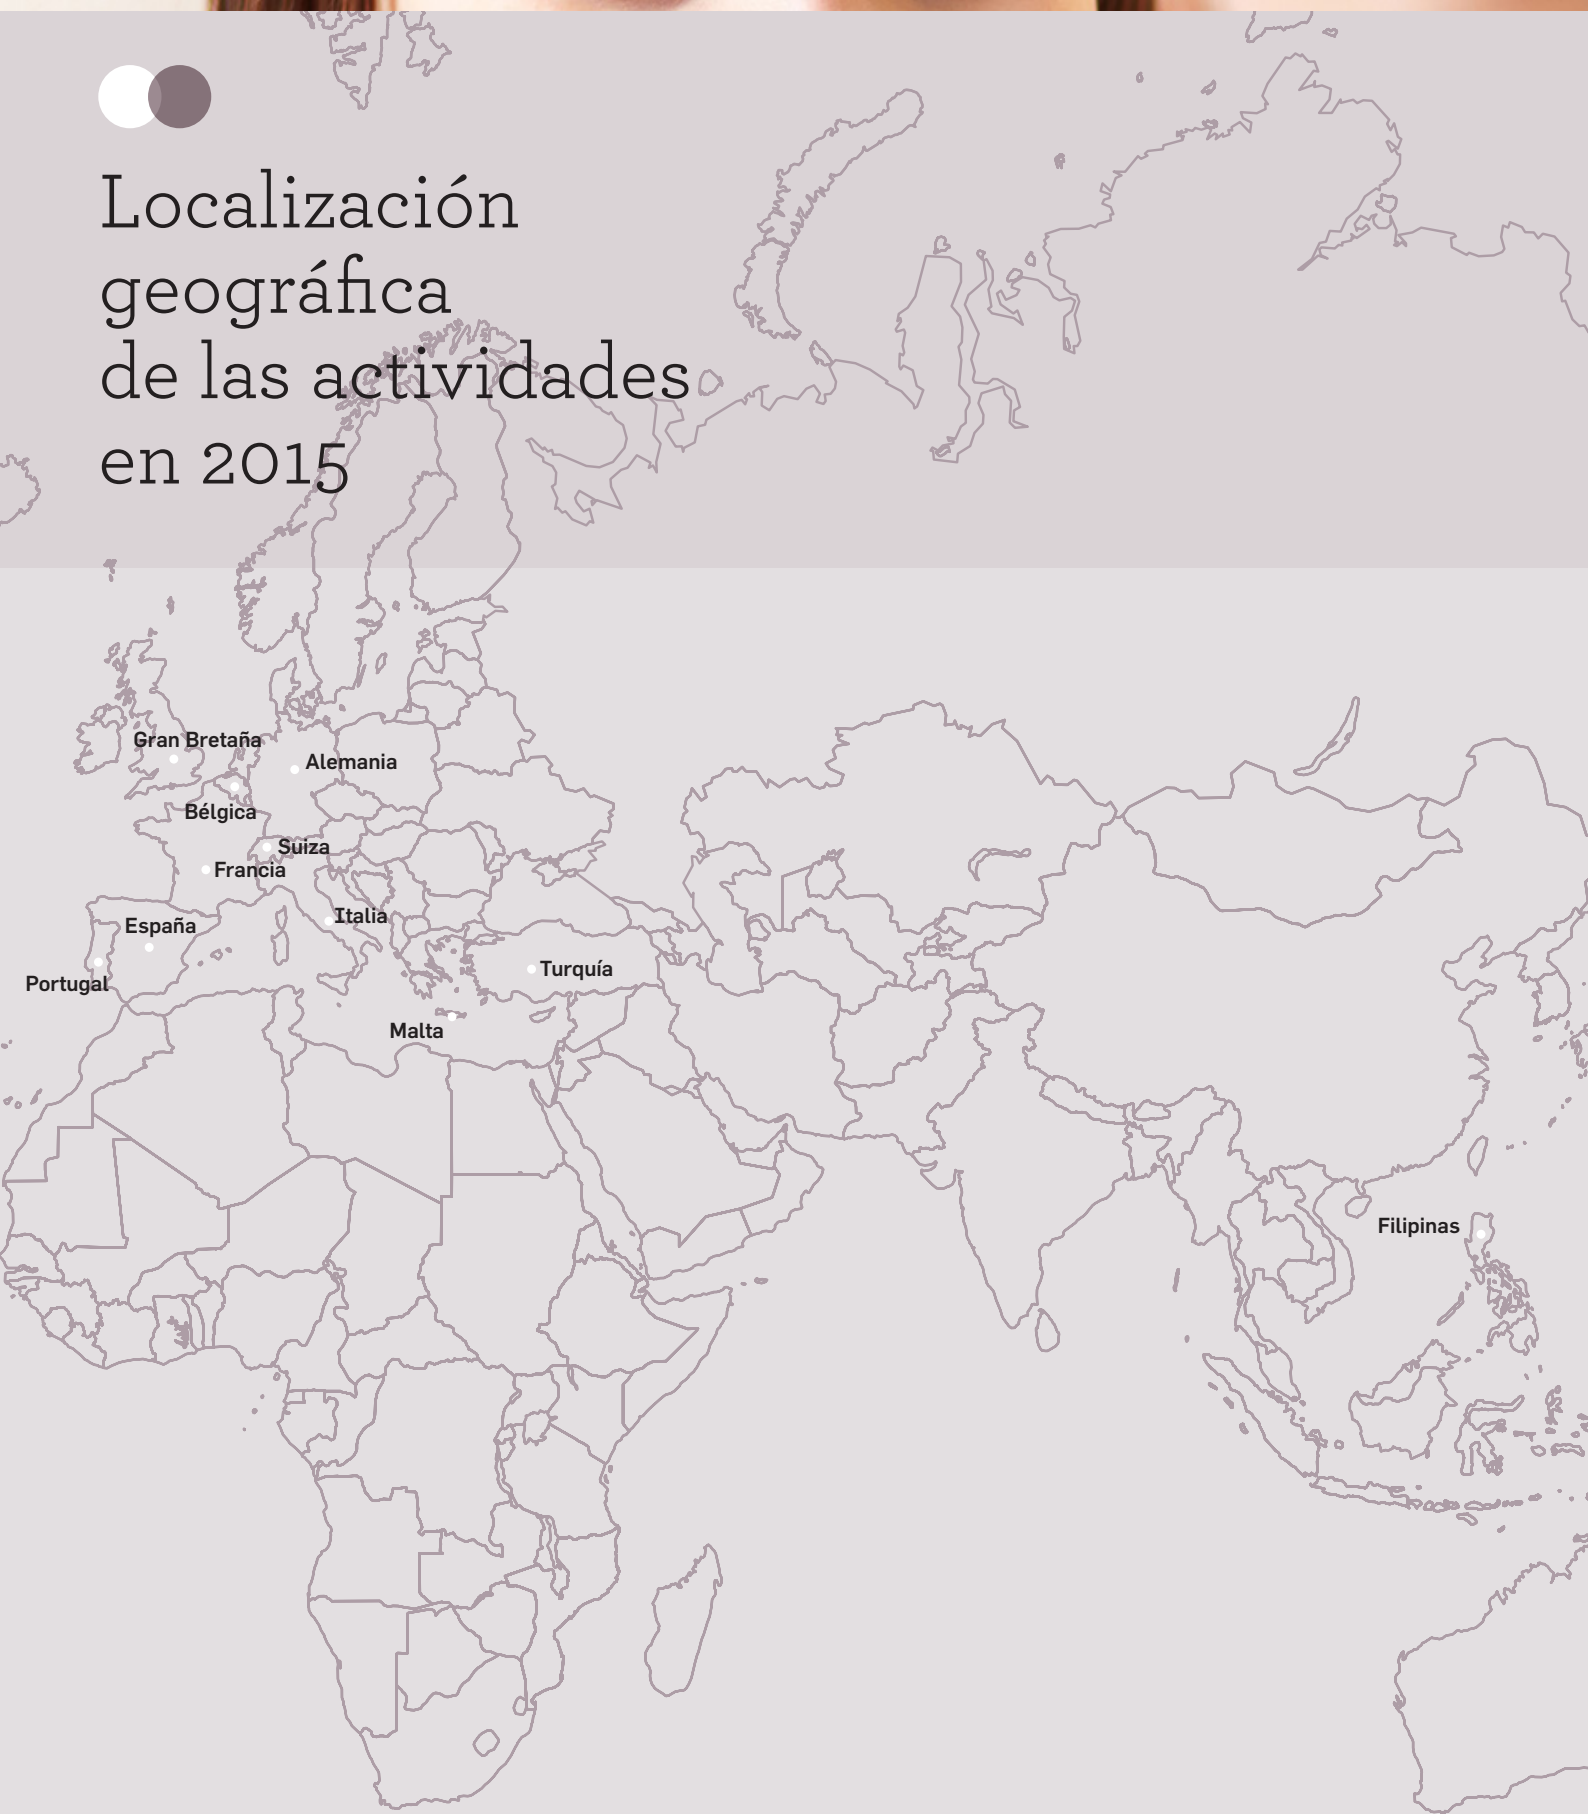 Localización
geográfica
de las actividades
en 2015
Gran Bretaña
Alemania
Bélgica
Suiza
Francia
Italia
España
Turquía
Portugal
Malta
Filipinas